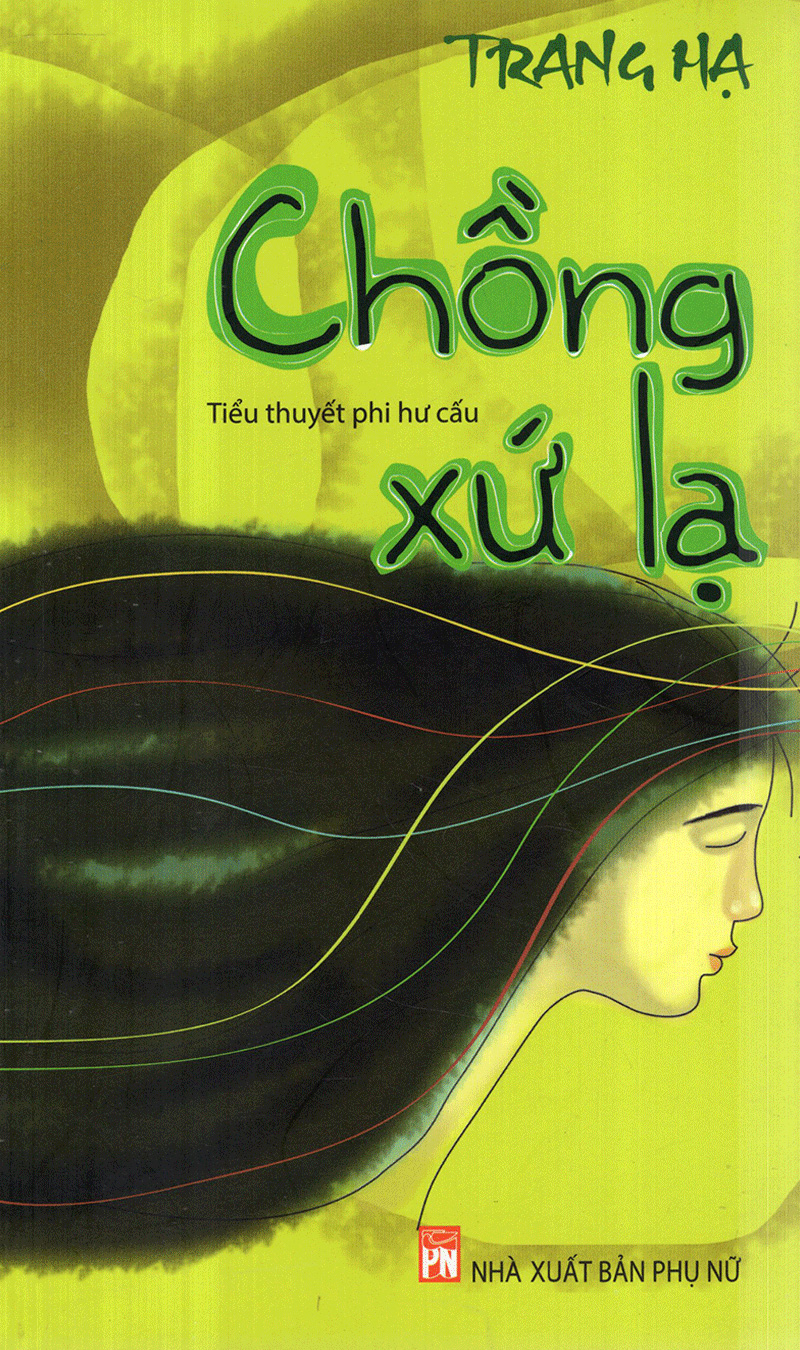 TRANG HẠ
Chồng
Tiểu thuyết phi hư cấu
xứ lạ
PN NHÀ XUẤT BẢN PHỤ NỮ